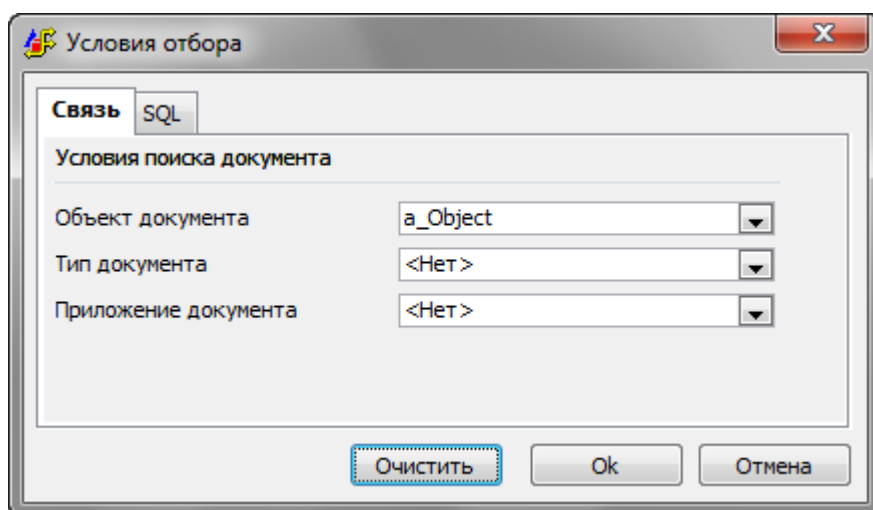 Условия отбора
Связь SQL
Условия поиска документа
Объект документа a_Object
Тип документа <Нет>
Приложение документа <Нет>
Очистить Ok Отмена